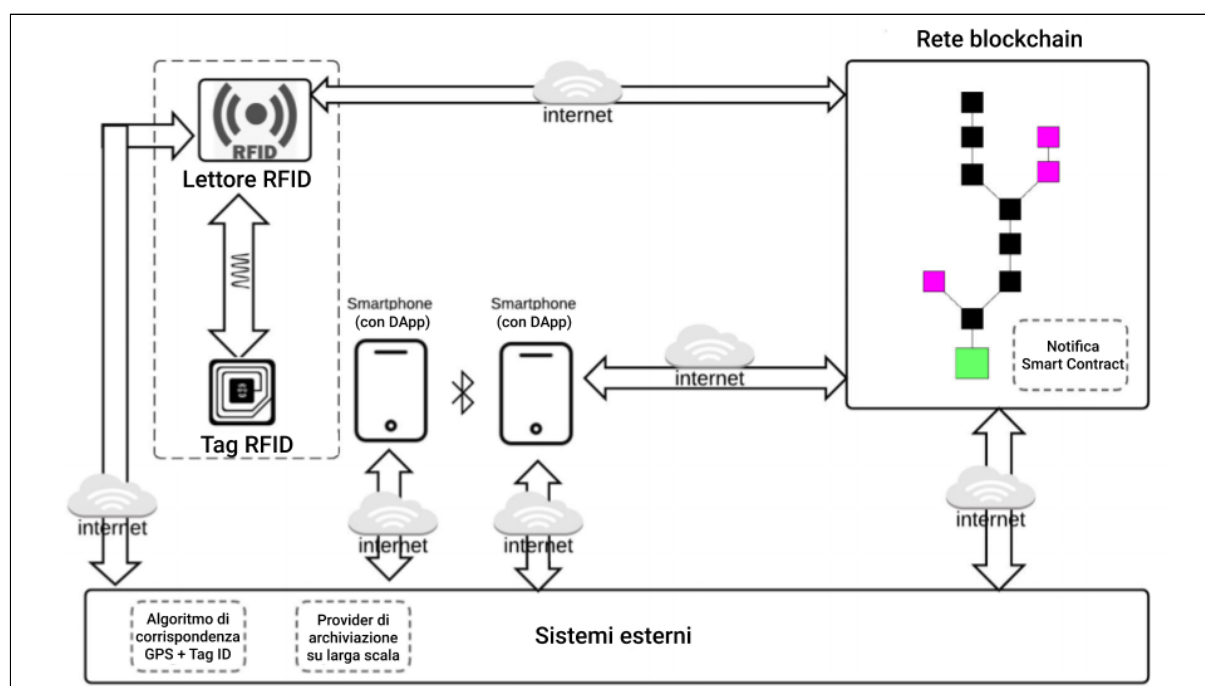 Rete blockchain
internet
RFID
Lettore RFID
Smartphone
(con DApp)
Smartphone
(con DApp)
internet
Notifica
Smart Contract
Tag RFID
internet
internet
internet
internet
Algoritmo di
corrispondenza
GPS + Tag ID
Provider di
archiviazione
su larga scala
Sistemi esterni